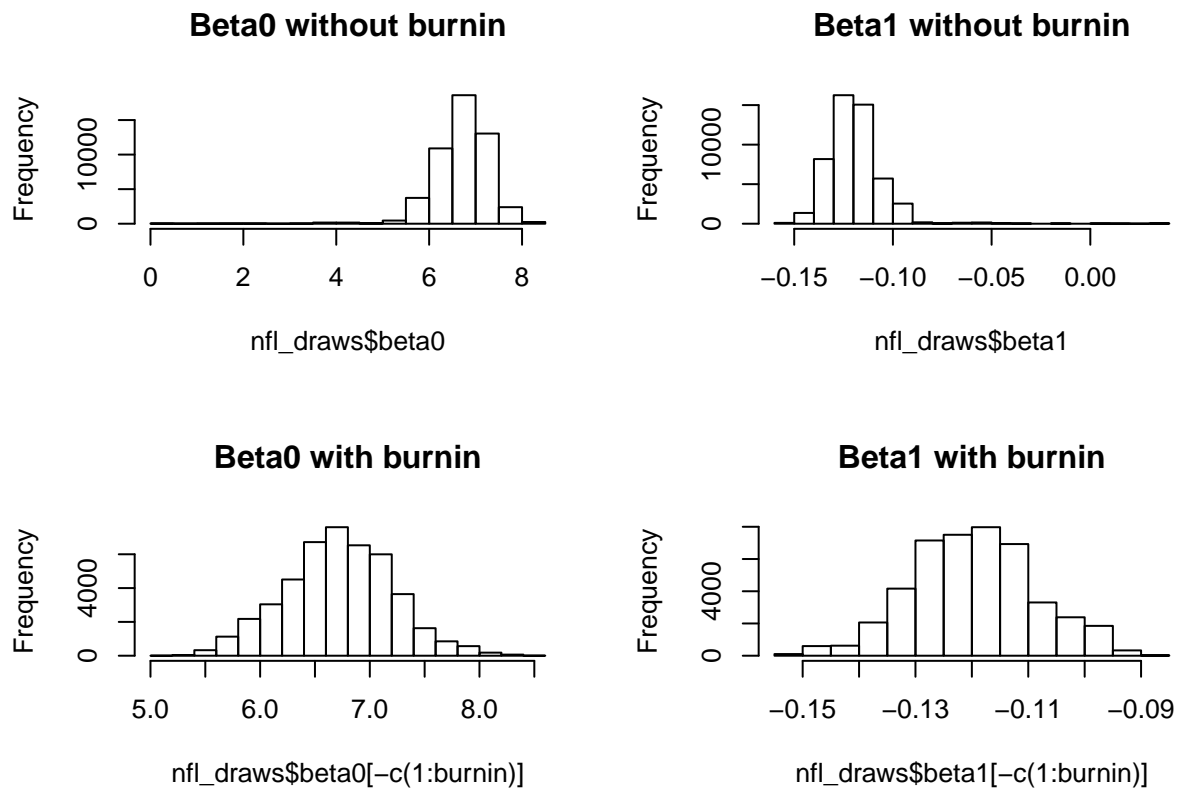 Beta0 without burnin
Frequency
0
10000
0
2
4
6
8
nfl_draws$beta0
Beta1 without burnin
Frequency
0
10000
−0.15
−0.10
−0.05
0.00
nfl_draws$beta1
Beta0 with burnin
Frequency
0
4000
5.0
6.0
7.0
8.0
nfl_draws$beta0[−c(1:burnin)]
Beta1 with burnin
Frequency
0
4000
−0.15
−0.13
−0.11
−0.09
nfl_draws$beta1[−c(1:burnin)]